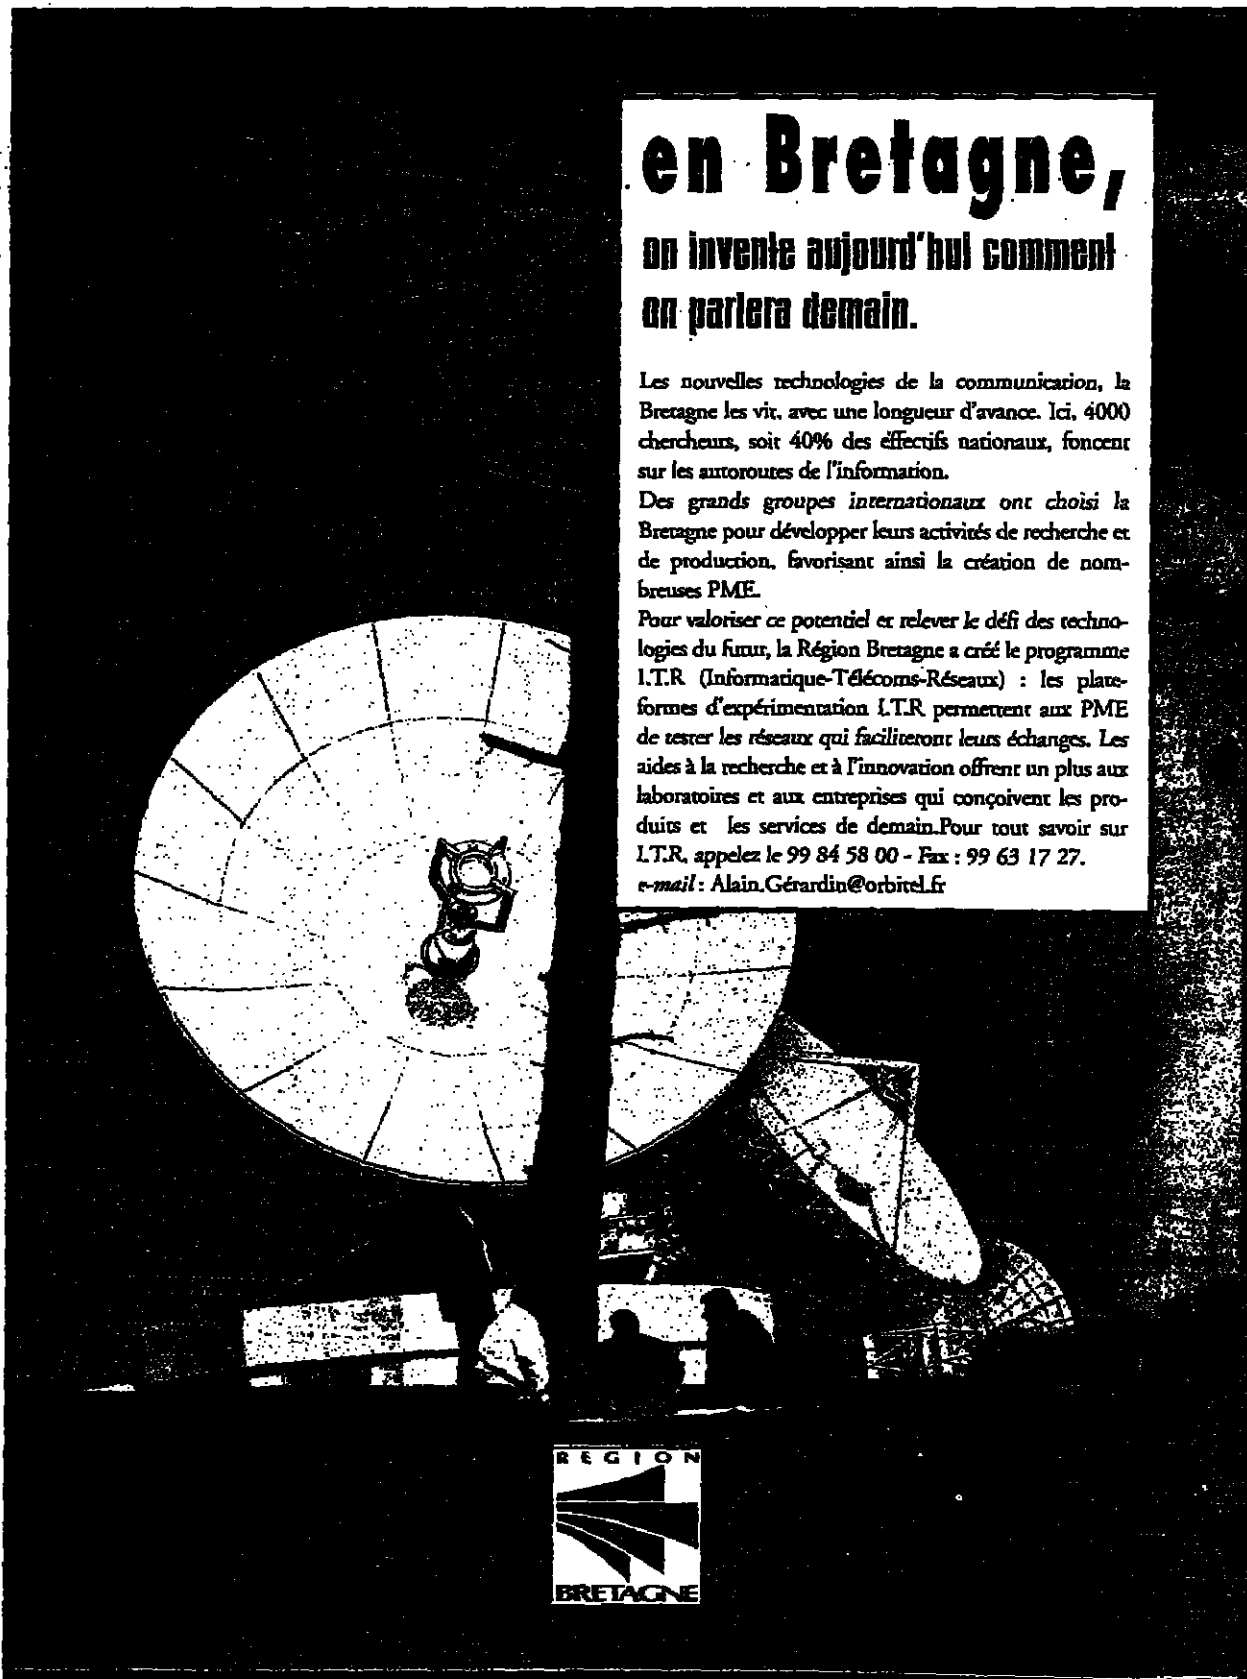 en Bretagne,
on invente aujourd'hui comment
on parlera demain.
Les nouvelles technologies de la communication, la
Bretagne les vit, avec une longueur d'avance. Ici, 4000
chercheurs, soit 40% des éffectifs nationaux, foncent
sur les autoroutes de l'information.
Des grands groupes internationaux ont choisi la
Bretagne pour développer leurs activités de recherche et
de production, favorisant ainsi la création de nom-
breuses PME.
Pour valoriser ce potentiel et relever le défi des techno-
logies du futur, la Région Bretagne a créé le programme
I.T.R (Informatique-Télécoms-Réseaux) : les plate-
formes d'expérimentation I.T.R permettent aux PME
de tester les réseaux qui faciliteront leurs échanges. Les
aides à la recherche et à l'innovation offrent un plus aux
laboratoires et aux entreprises qui conçoivent les pro-
duits et les services de demain.Pour tout savoir sur
I.T.R, appelez le 99 84 58 00 - Fax : 99 63 17 27.
e-mail : Alain.Gérardin@orbitel.fr
REGION
BRETAGNE